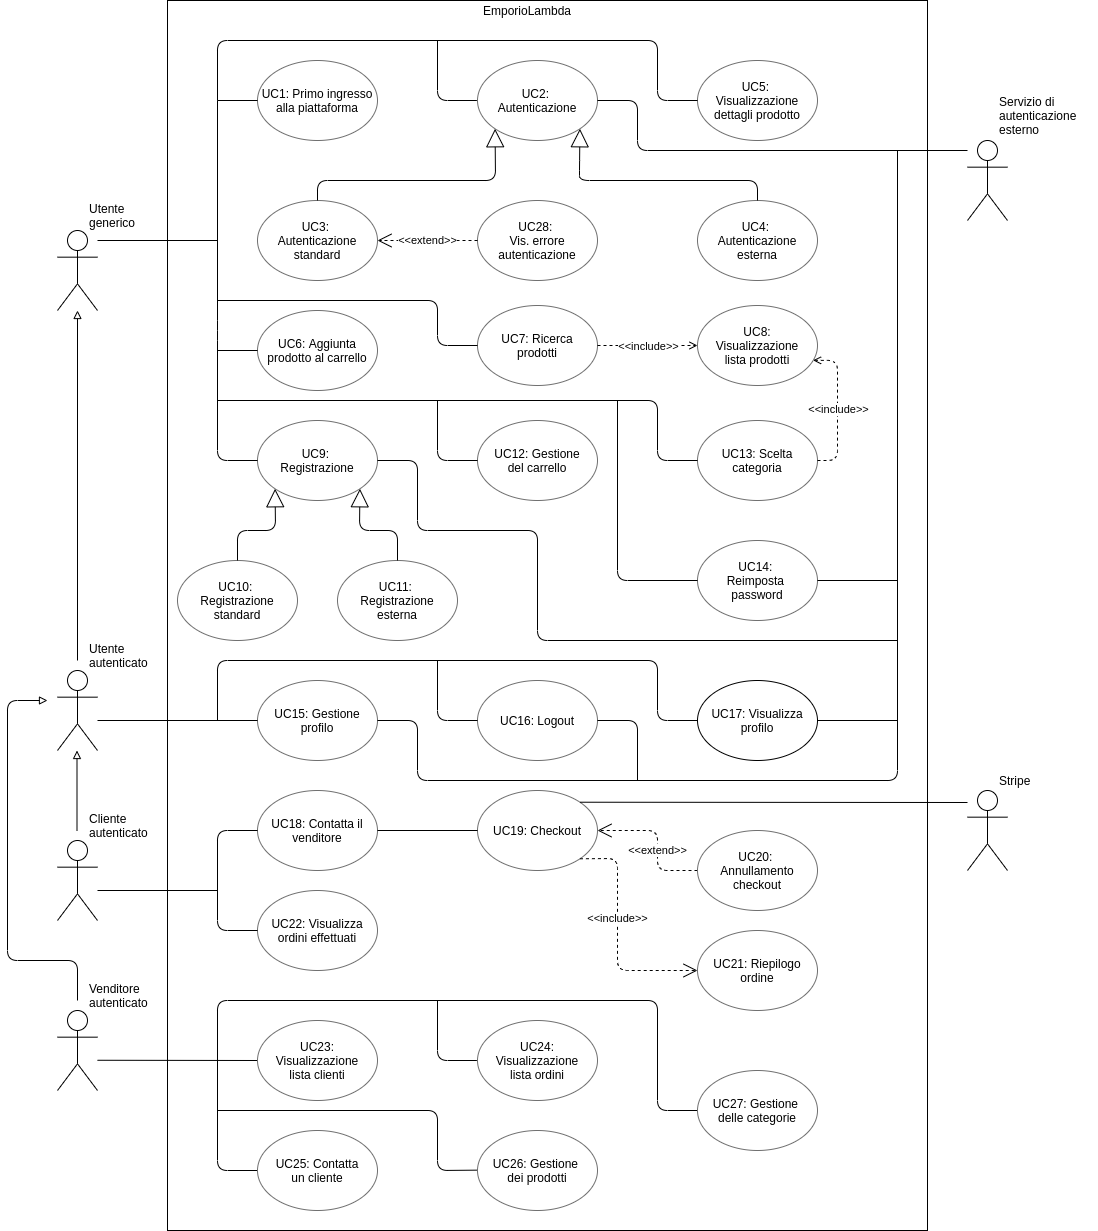 EmporioLambda
UC1: Primo ingresso
alla piattaforma
UC2:
Autenticazione
UC5:
Visualizzazione
dettagli prodotto
Servizio di
autenticazione
esterno
Utente
generico
UC3:
Autenticazione
standard
<<extend>>
UC28:
Vis. errore
autenticazione
UC4:
Autenticazione
esterna
UC6: Aggiunta
prodotto al carrello
UC7: Ricerca
prodotti
<<include>>
UC8:
Visualizzazione
lista prodotti
<<include>>
UC9:
Registrazione
UC12: Gestione
del carrello
UC13: Scelta
categoria
UC10:
Registrazione
standard
UC11:
Registrazione
esterna
UC14:
Reimposta
password
Utente
autenticato
UC15: Gestione
profilo
UC16: Logout
UC17: Visualizza
profilo
Stripe
Cliente
autenticato
UC18: Contatta il
venditore
UC19: Checkout
<<extend>>
UC20:
Annullamento
checkout
<<include>>
UC22: Visualizza
ordini effettuati
UC21: Riepilogo
ordine
Venditore
autenticato
UC23:
Visualizzazione
lista clienti
UC24:
Visualizzazione
lista ordini
UC27: Gestione
delle categorie
UC25: Contatta
un cliente
UC26: Gestione
dei prodotti